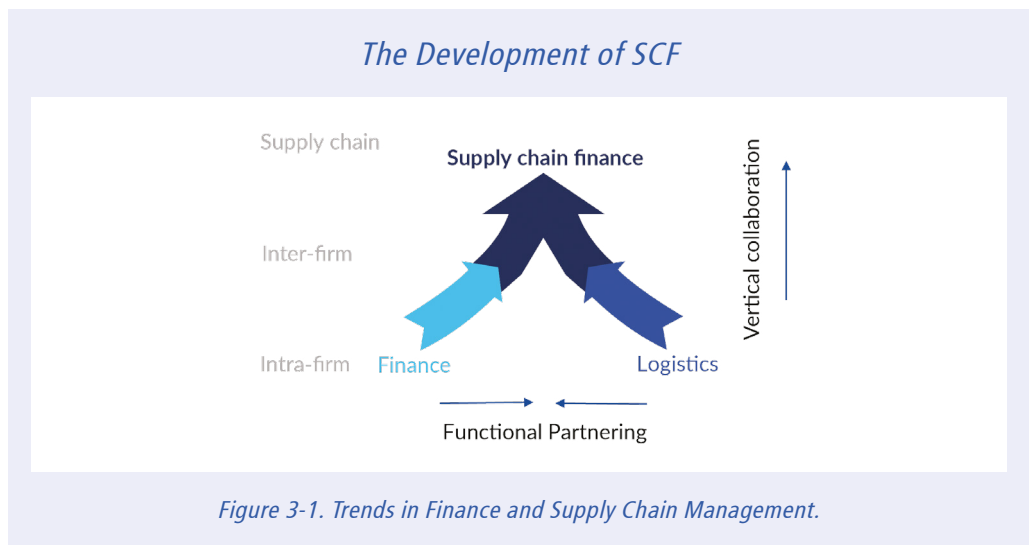 The Development of SCF
Supply chain
Supply chain finance
Inter-firm
Intra-firm
Finance
Logistics
Vertical collaboration
Functional Partnering
Figure 3-1. Trends in Finance and Supply Chain Management.